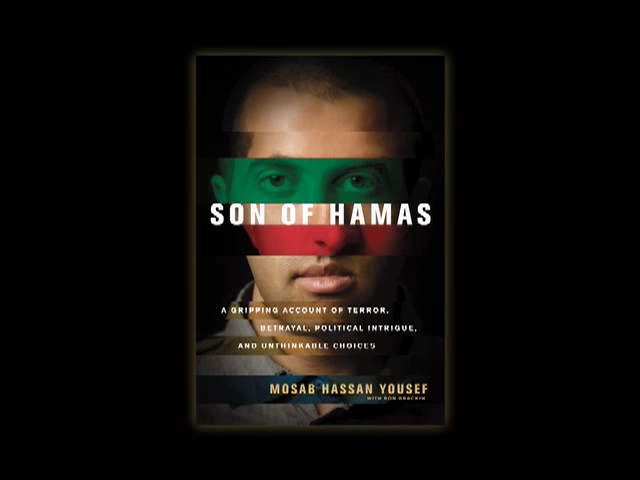 SON OF HAMAS
A GRIPPING ACCOUNT OF TERROR,
BETRAYAL, POLITICAL INTRIGUE,
AND UNTHINKABLE CHOICES
MOSAB HASSAN YOUSEF
WITH RON BRACKIN